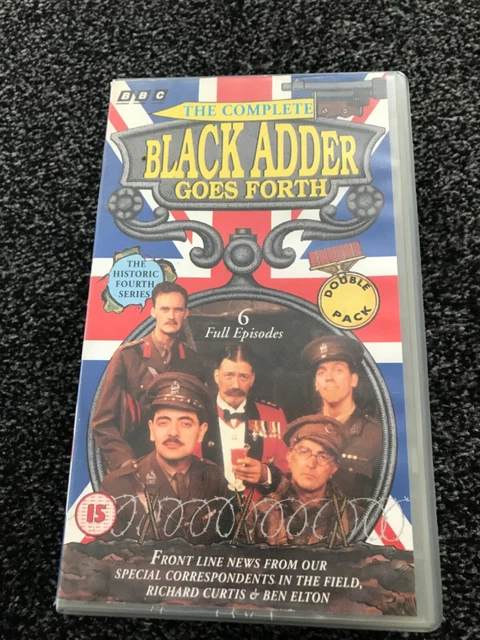 BBC
THE COMPLETE
BLACK ADDER
GOES FORTH
THE
HISTORIC
FOURTH
SERIES
DOUBLE
PACK
6
Full Episodes
15
FRONT LINE NEWS FROM OUR
SPECIAL CORRESPONDENTS IN THE FIELD,
RICHARD CURTIS & BEN ELTON